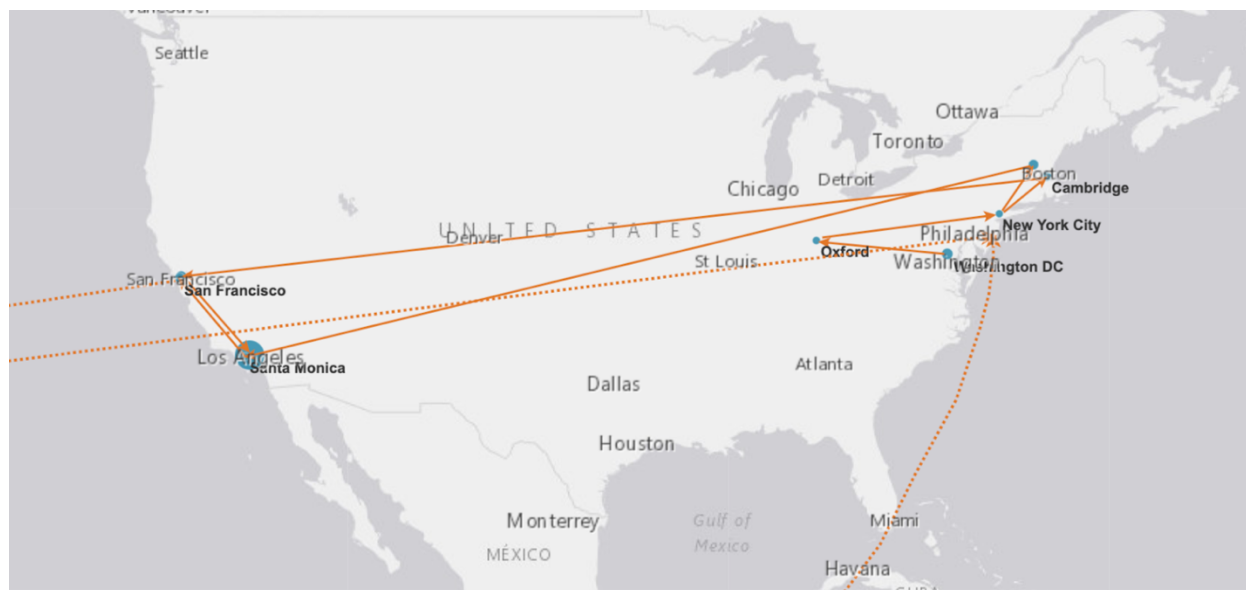 Vancouver
Seattle
Ottawa
Toronto
Boston
Detroit
Cambridge
Chicago
New York City
UNITED STATES
Philadelphia
Denver
Oxford
St Louis
Washington
Washington DC
San Francisco
San Francisco
Los Angeles
Santa Monica
Atlanta
Dallas
Houston
Monterrey
Gulf of
Mexico
Miami
MÉXICO
Havana
CUBA